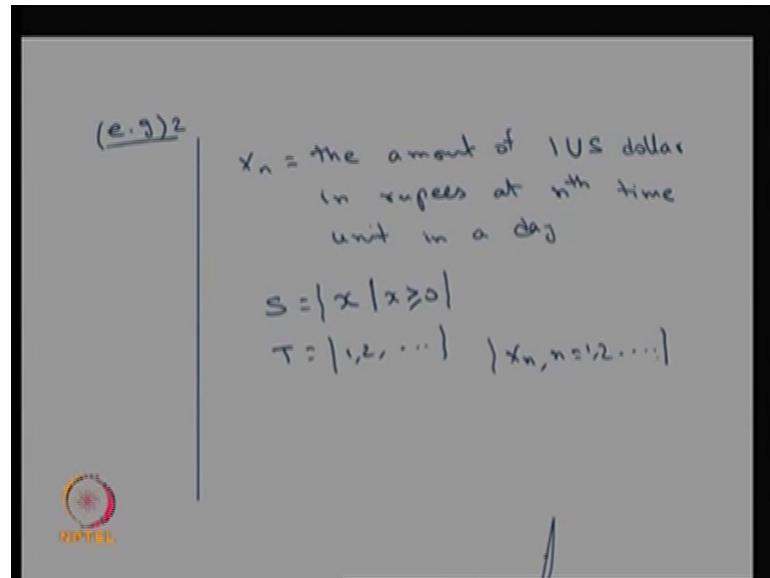 (e.g) 2
Xn = the amount of 1 US dollar
in rupees at nth time
unit in a day
S = { x | x ≥ 0 }
T = { 1, 2, ... } { Xn, n = 1, 2 .... }
NPTEL